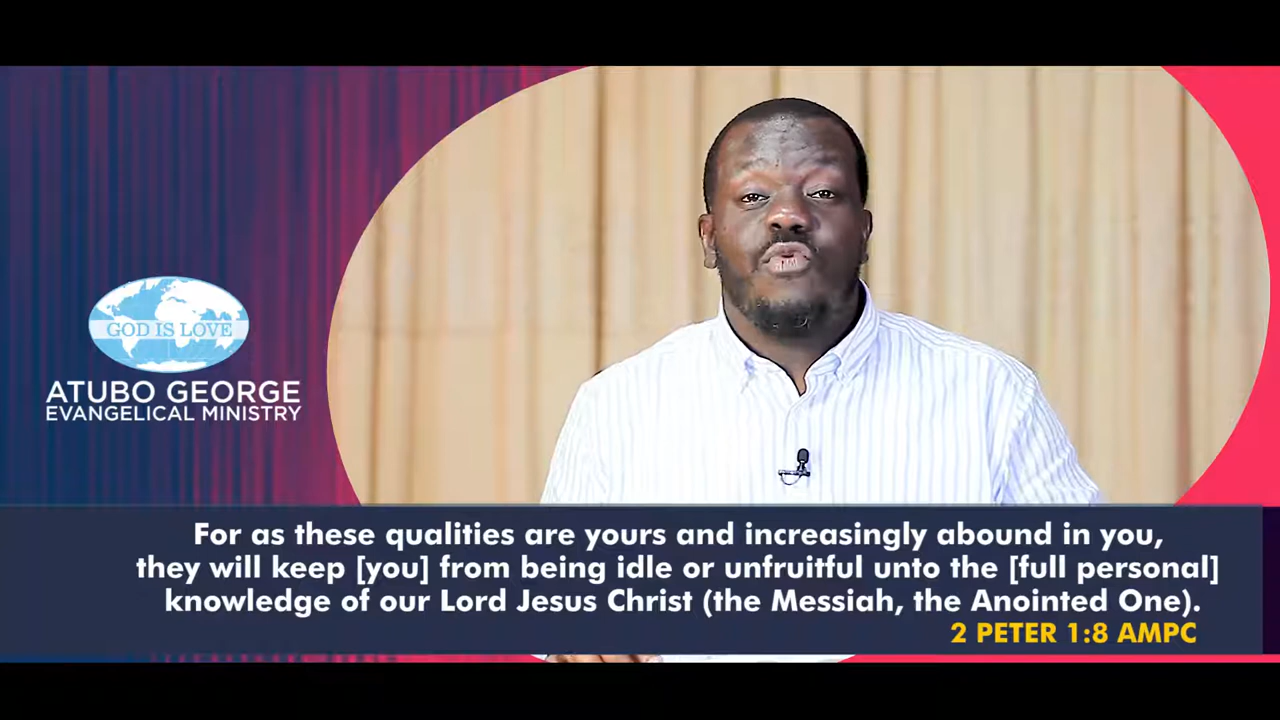 GOD IS LOVE
ATUBO GEORGE
EVANGELICAL MINISTRY
For as these qualities are yours and increasingly abound in you,
they will keep [you] from being idle or unfruitful unto the [full personal]
knowledge of our Lord Jesus Christ (the Messiah, the Anointed One).
2 PETER 1:8 AMPC